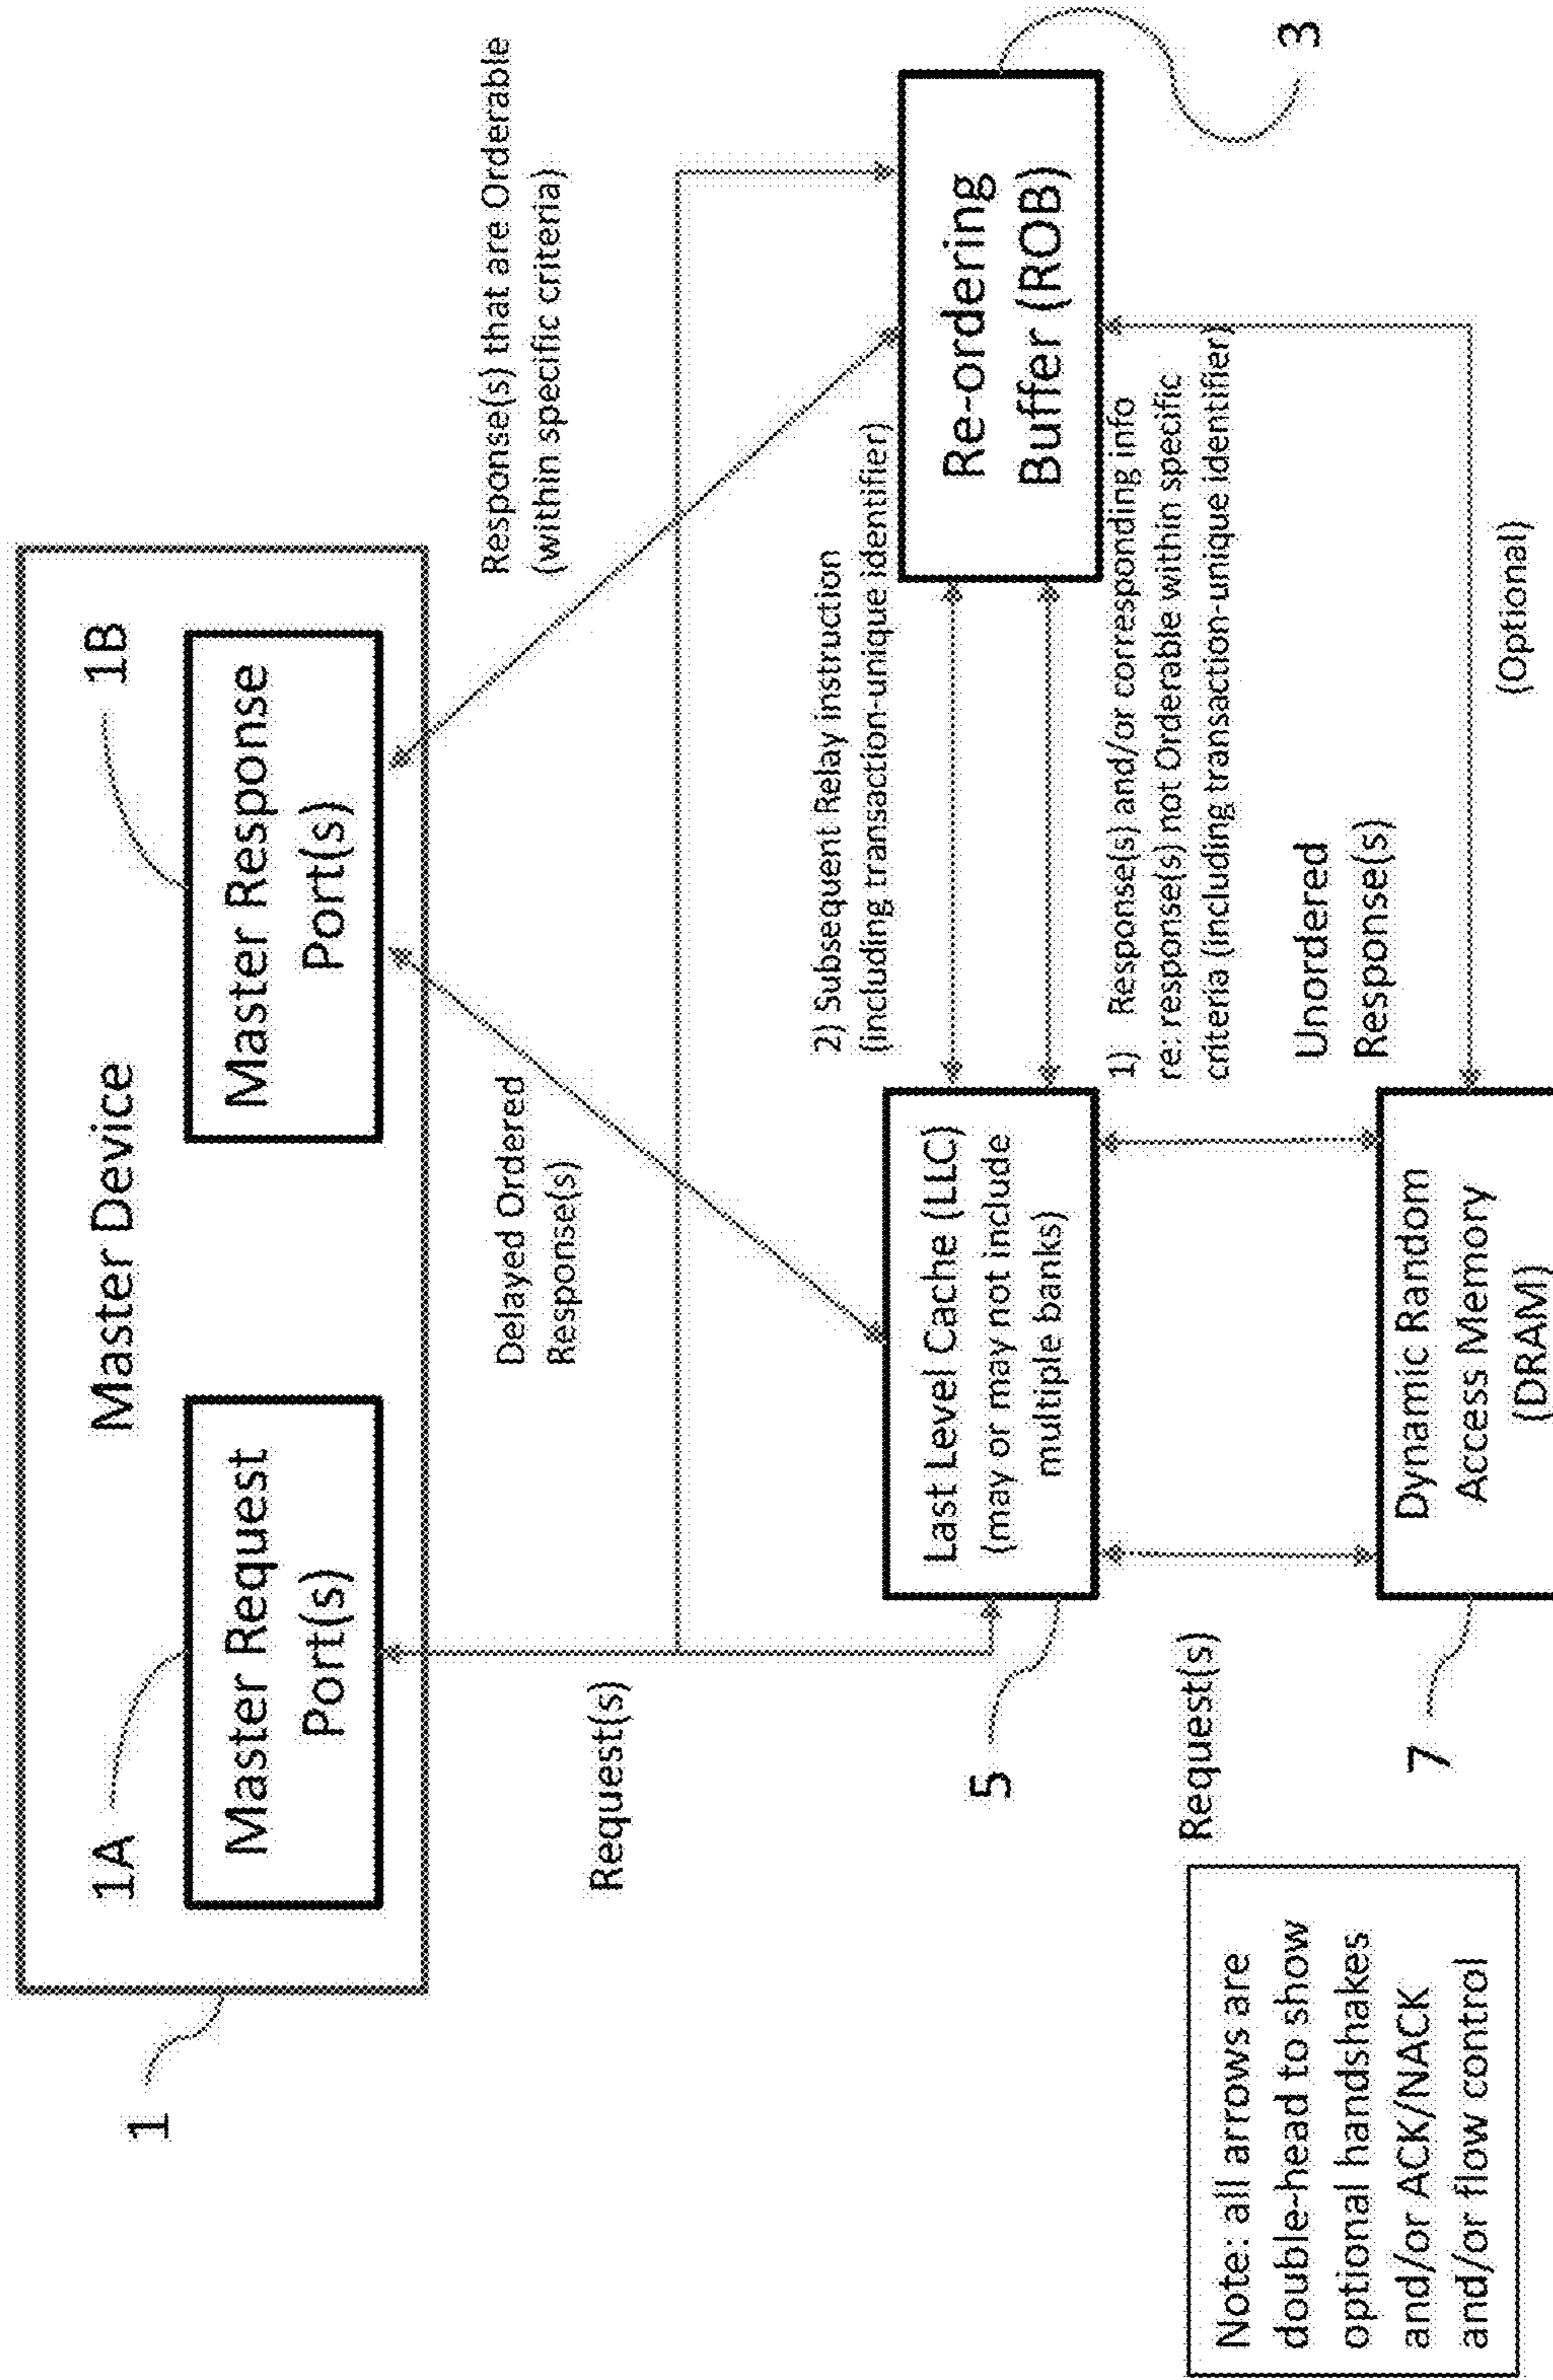 Master Device
1
1A
1B
Master Request
Port(s)
Master Response
Port(s)
Request(s)
Delayed Ordered
Response(s)
Response(s) that are Orderable
(within specific criteria)
2) Subsequent Relay instruction
(including transaction-unique identifier)
5
Last Level Cache (LLC)
(may or may not include
multiple banks)
Re-ordering
Buffer (ROB)
3
1) Response(s) and/or corresponding info
re: response(s) not Orderable within specific
criteria (including transaction-unique identifier)
Request(s)
Unordered
Response(s)
7
Dynamic Random
Access Memory
(DRAM)
(Optional)
Note: all arrows are
double-head to show
optional handshakes
and/or ACK/NACK
and/or flow control